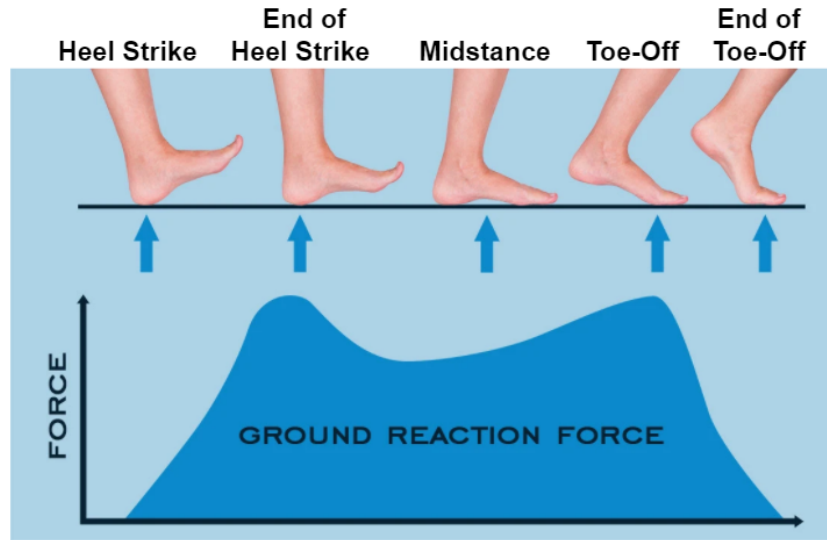 Heel Strike
End of
Heel Strike
Midstance
Toe-Off
End of
Toe-Off
FORCE
GROUND REACTION FORCE